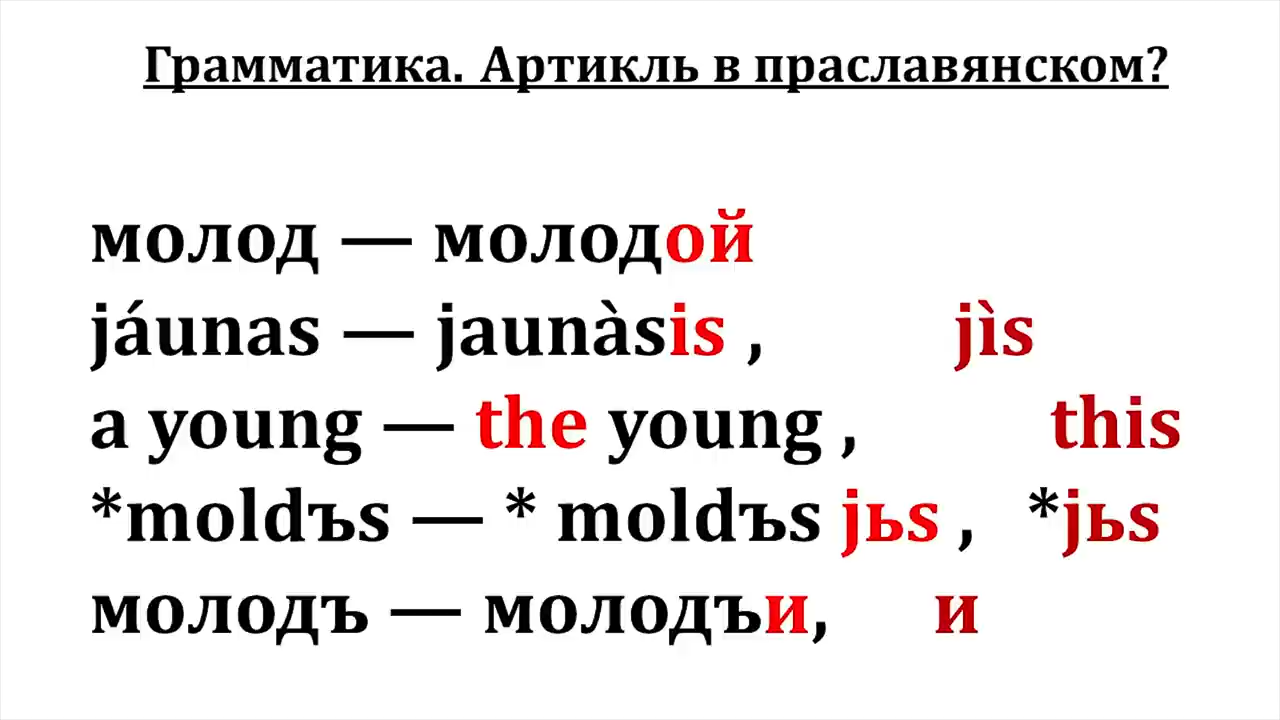 Грамматика. Артикль в праславянском?
молод — молодой
jáunas — jaunàsis , jìs
a young — the young , this
*moldъs — * moldъs jьs , *jьs
молодъ — молодъи, и